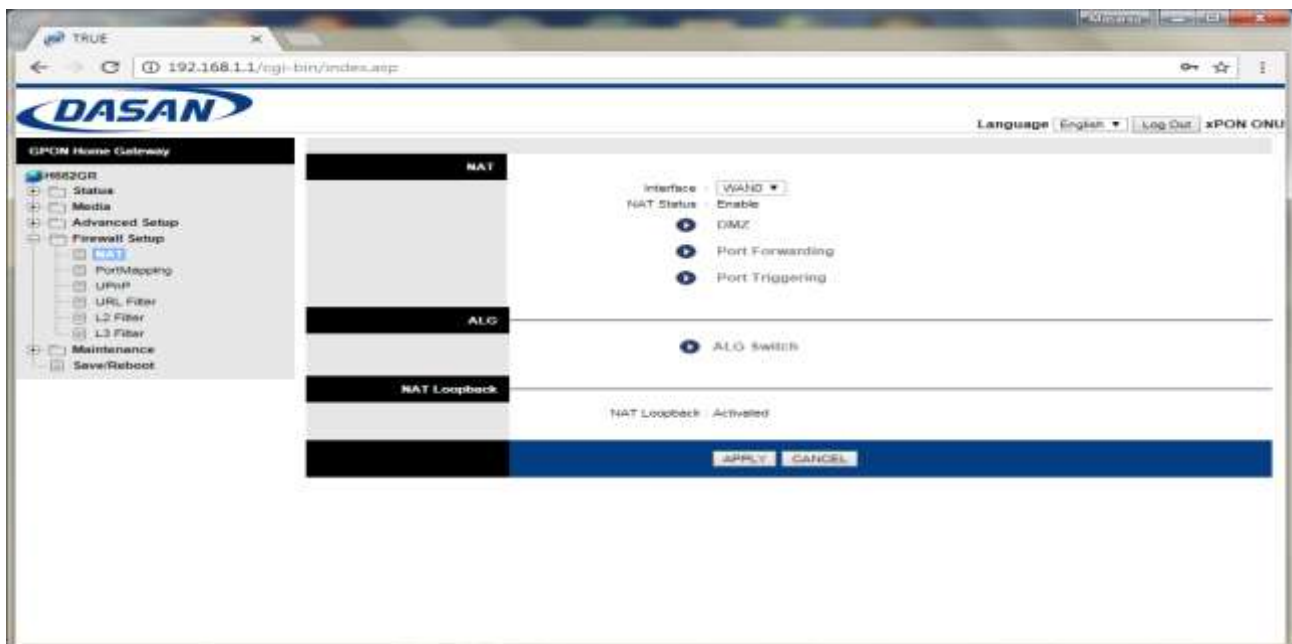 TRUE
192.168.1.1/cgi-bin/index.asp
DASAN
Language English Log Out xPON ONU
GPON Home Gateway
Status
Media
Advanced Setup
Firewall Setup
NAT
PortMapping
UPnP
URL Filter
L2 Filter
L3 Filter
Maintenance
Save/Reboot
NAT
Interface : WAN0
NAT Status : Enable
DMZ
Port Forwarding
Port Triggering
ALG
ALG Switch
NAT Loopback
NAT Loopback : Activated
APPLY CANCEL